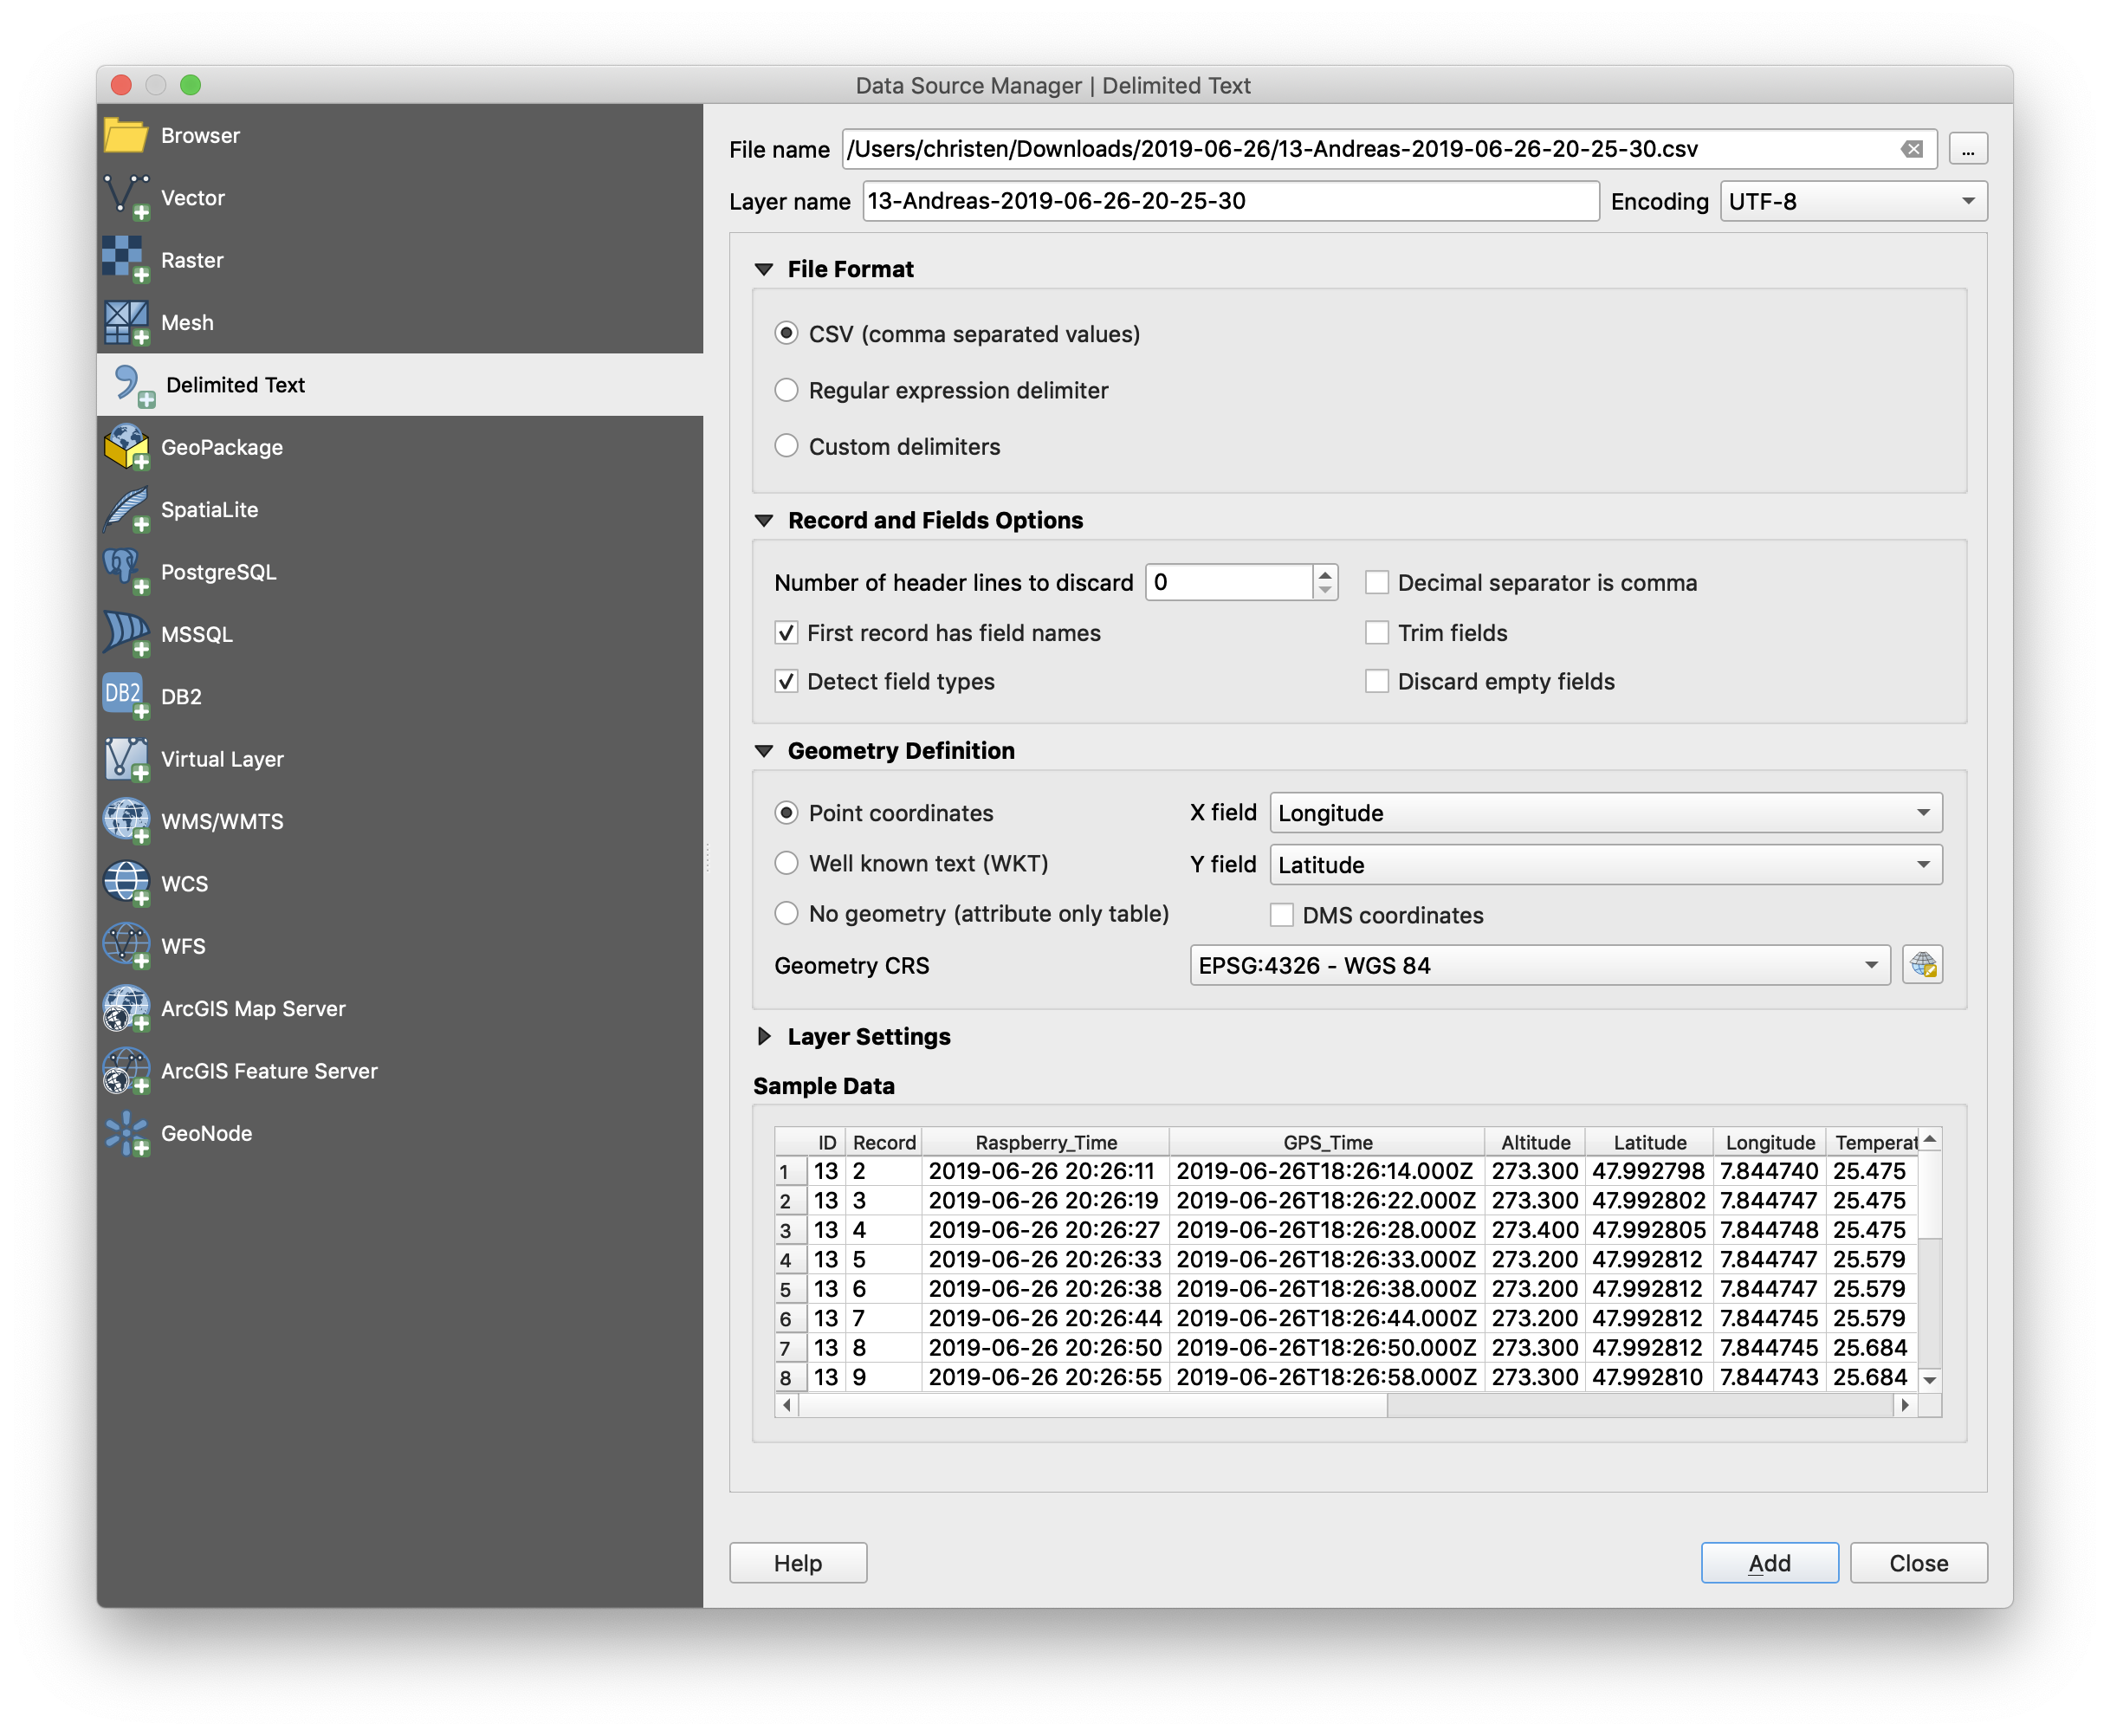 Data Source Manager | Delimited Text
Browser
Vector
Raster
Mesh
Delimited Text
GeoPackage
SpatiaLite
PostgreSQL
MSSQL
DB2
DB2
Virtual Layer
WMS/WMTS
WCS
WFS
ArcGIS Map Server
ArcGIS Feature Server
GeoNode
File name /Users/christen/Downloads/2019-06-26/13-Andreas-2019-06-26-20-25-30.csv ...
Layer name 13-Andreas-2019-06-26-20-25-30 Encoding UTF-8
File Format
CSV (comma separated values)
Regular expression delimiter
Custom delimiters
Record and Fields Options
Number of header lines to discard 0 Decimal separator is comma
First record has field names Trim fields
Detect field types Discard empty fields
Geometry Definition
Point coordinates X field Longitude
Well known text (WKT) Y field Latitude
No geometry (attribute only table) DMS coordinates
Geometry CRS EPSG:4326 - WGS 84
Layer Settings
Sample Data
ID Record Raspberry_Time GPS_Time Altitude Latitude Longitude Temperat
1 13 2 2019-06-26 20:26:11 2019-06-26T18:26:14.000Z 273.300 47.992798 7.844740 25.475
2 13 3 2019-06-26 20:26:19 2019-06-26T18:26:22.000Z 273.300 47.992802 7.844747 25.475
3 13 4 2019-06-26 20:26:27 2019-06-26T18:26:28.000Z 273.400 47.992805 7.844748 25.475
4 13 5 2019-06-26 20:26:33 2019-06-26T18:26:33.000Z 273.200 47.992812 7.844747 25.579
5 13 6 2019-06-26 20:26:38 2019-06-26T18:26:38.000Z 273.200 47.992812 7.844747 25.579
6 13 7 2019-06-26 20:26:44 2019-06-26T18:26:44.000Z 273.200 47.992812 7.844745 25.579
7 13 8 2019-06-26 20:26:50 2019-06-26T18:26:50.000Z 273.300 47.992812 7.844745 25.684
8 13 9 2019-06-26 20:26:55 2019-06-26T18:26:58.000Z 273.300 47.992810 7.844743 25.684
Help Add Close